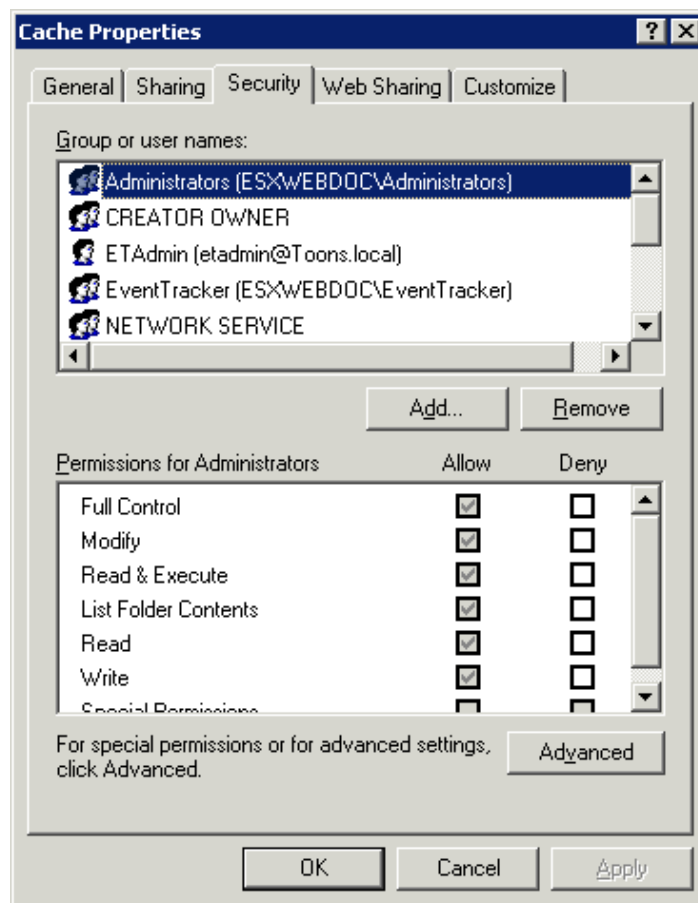 Cache Properties
General Sharing Security Web Sharing Customize
Group or user names:
Administrators (ESXWEBDOC\Administrators)
CREATOR OWNER
ETAdmin (etadmin@Toons.local)
EventTracker (ESXWEBDOC\EventTracker)
NETWORK SERVICE
Add... Remove
Permissions for Administrators Allow Deny
Full Control
Modify
Read & Execute
List Folder Contents
Read
Write
Special Permissions
For special permissions or for advanced settings,
click Advanced.
Advanced
OK Cancel Apply